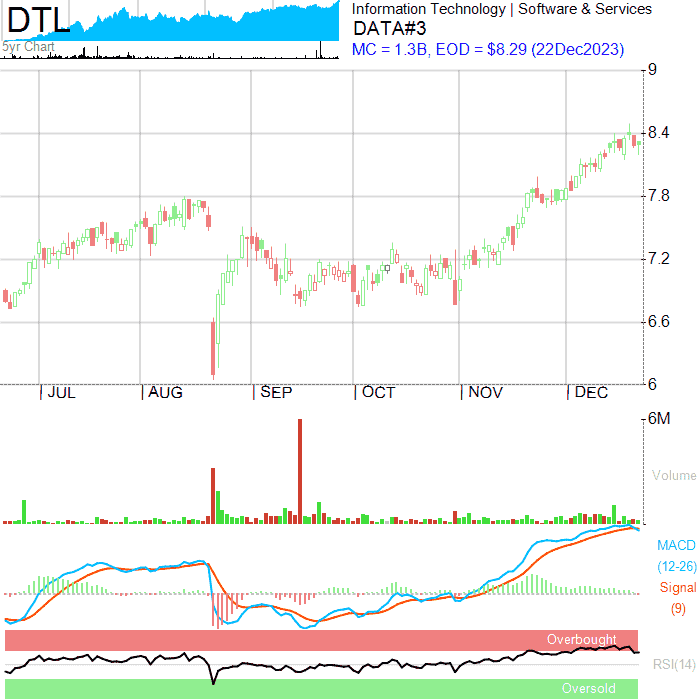 DTL
5yr Chart
Information Technology | Software & Services
DATA#3
MC = 1.3B, EOD = $8.29 (22Dec2023)
9
8.4
7.8
7.2
6.6
6
JUL AUG SEP OCT NOV DEC
6M
Volume
MACD
(12-26)
Signal
(9)
Overbought
RSI(14)
Oversold